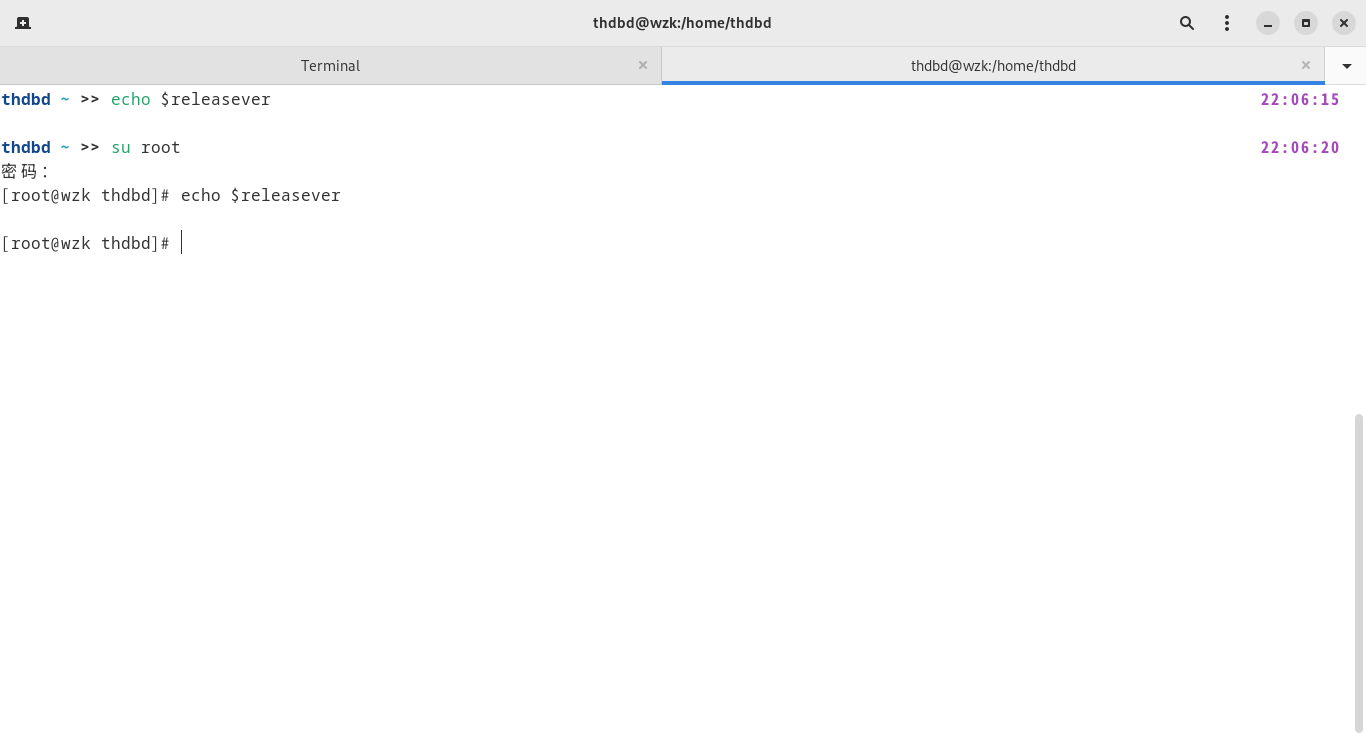 thdbd@wzk:/home/thdbd
Terminal
thdbd@wzk:/home/thdbd
thdbd ~ >> echo $releasever 22:06:15
thdbd ~ >> su root 22:06:20
密码：
[root@wzk thdbd]# echo $releasever
[root@wzk thdbd]#